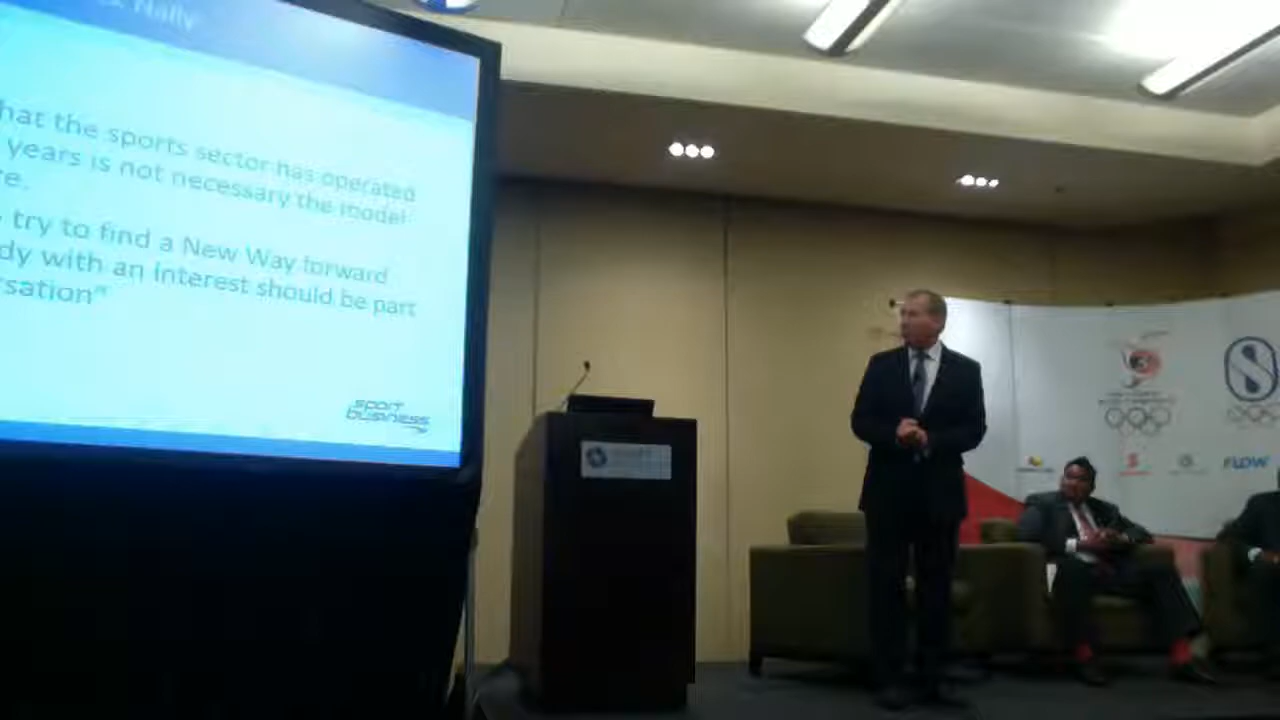 Nally
hat the sports sector has operated
years is not necessary the model
re.
try to find a New Way forward
dy with an interest should be part
rsation"
sport
business
FLOW